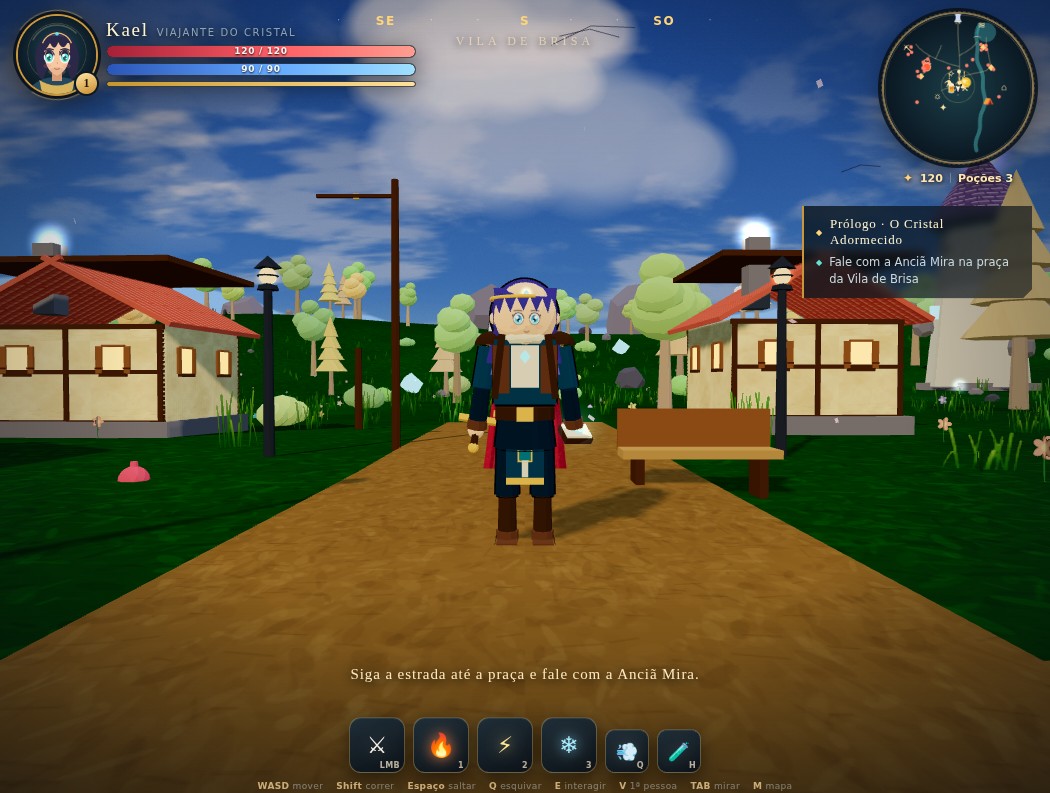 SE S SO
Kael VIAJANTE DO CRISTAL
VILA DE BRISA
120 / 120
90 / 90
1
120 Poções 3
Prólogo · O Cristal
Adormecido
Fale com a Anciã Mira na praça
da Vila de Brisa
Siga a estrada até a praça e fale com a Anciã Mira.
LMB 1 2 3 Q H
WASD mover Shift correr Espaço saltar Q esquivar E interagir V 1ª pessoa TAB mirar M mapa